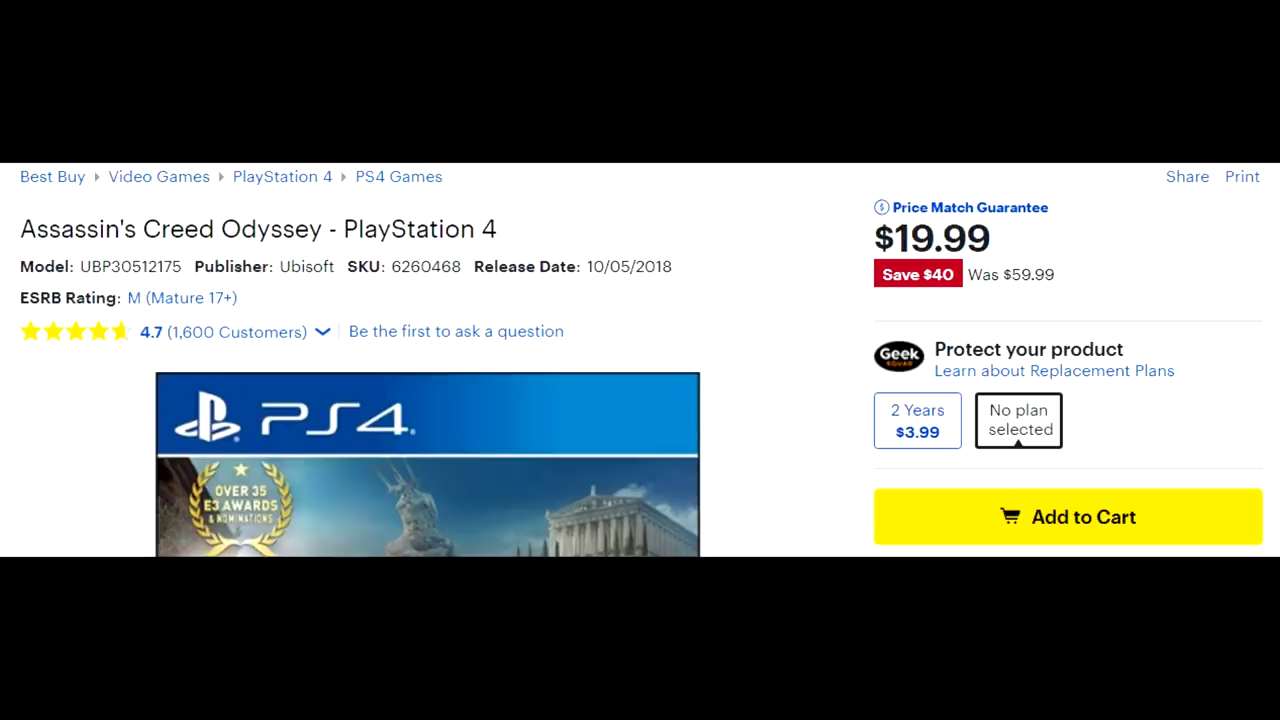 Best Buy Video Games PlayStation 4 PS4 Games
Share Print
Assassin's Creed Odyssey - PlayStation 4
Model: UBP30512175 Publisher: Ubisoft SKU: 6260468 Release Date: 10/05/2018
ESRB Rating: M (Mature 17+)
4.7 (1,600 Customers) Be the first to ask a question
PS4
OVER 35
E3 AWARDS
& NOMINATIONS
Price Match Guarantee
$19.99
Save $40 Was $59.99
Geek
SQUAD
Protect your product
Learn about Replacement Plans
2 Years
$3.99
No plan
selected
Add to Cart